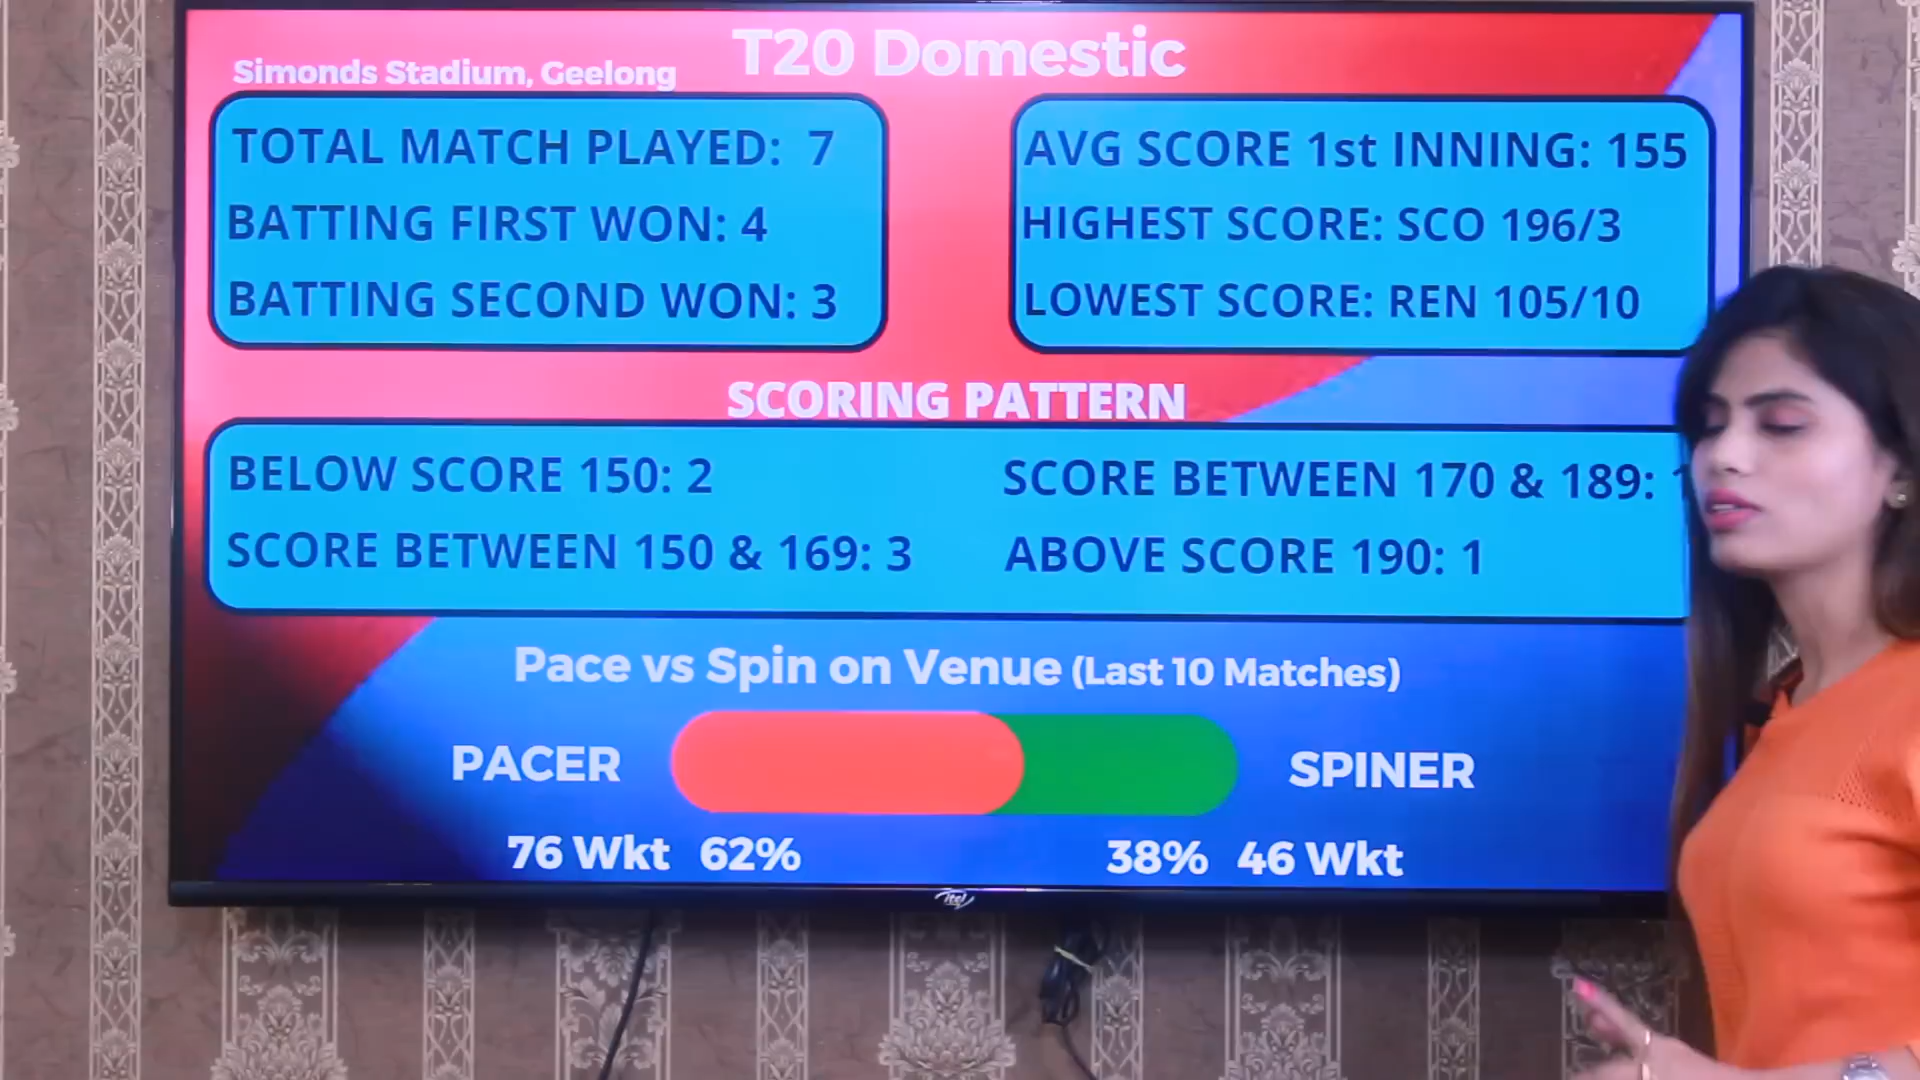 T20 Domestic
Simonds Stadium, Geelong
TOTAL MATCH PLAYED: 7
BATTING FIRST WON: 4
BATTING SECOND WON: 3
AVG SCORE 1st INNING: 155
HIGHEST SCORE: SCO 196/3
LOWEST SCORE: REN 105/10
SCORING PATTERN
BELOW SCORE 150: 2
SCORE BETWEEN 150 & 169: 3
SCORE BETWEEN 170 & 189: 1
ABOVE SCORE 190: 1
Pace vs Spin on Venue (Last 10 Matches)
PACER
SPINER
76 Wkt 62%
38% 46 Wkt
itel